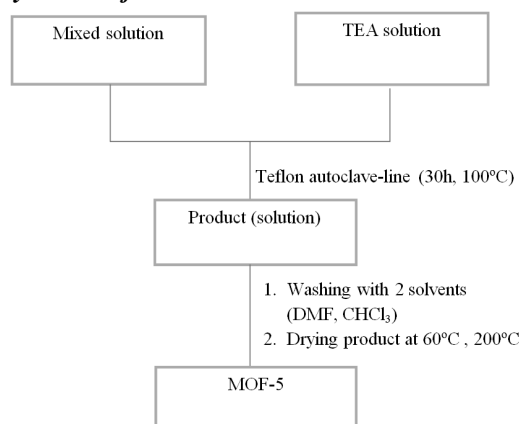 Mixed solution
TEA solution
Teflon autoclave-line (30h, 100°C)
Product (solution)
1. Washing with 2 solvents
(DMF, CHCl₃)
2. Drying product at 60°C , 200°C
MOF-5